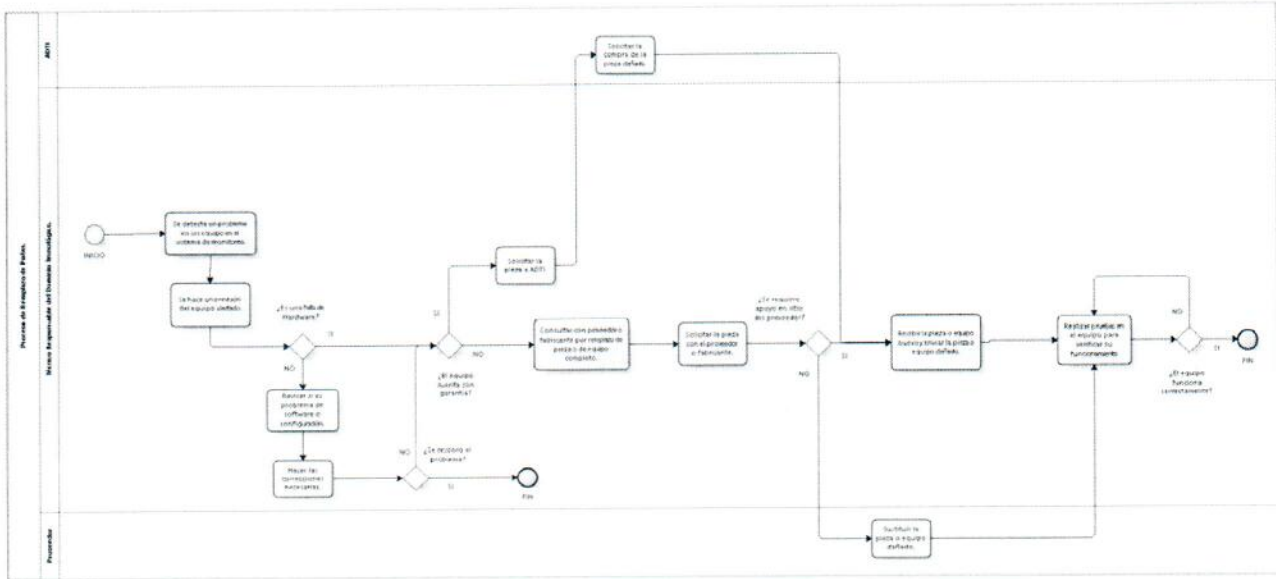 Proceso de Remplazo de Partes.
ADTI
Técnico Responsable del Dominio Tecnológico.
Proveedor
INICIO
Se detecta un problema
en un equipo en el
sistema de monitoreo.
Se hace una revisión
del equipo afectado.
¿Es una falla de
Hardware?
SI
NO
Revisar si es
problema de
software o
configuración.
Hacer las
correcciones
necesarias.
¿Se resolvió el
problema?
NO
SI
FIN
¿El equipo
cuenta con
garantía?
SI
NO
Solicitar la
pieza a ADTI
Solicitar la
compra de la
pieza dañada.
Consultar con proveedor o
fabricante por remplazo de
pieza o de equipo
completo.
Solicitar la pieza
con el proveedor
o fabricante.
¿Se requiere
apoyo en sitio
del proveedor?
SI
NO
Recibir la pieza o equipo
nuevo y enviar la pieza o
equipo dañado.
Sustituir la
pieza o equipo
dañado.
Realizar pruebas en
el equipo para
verificar su
funcionamiento.
NO
SI
¿El equipo
funciona
correctamente?
FIN